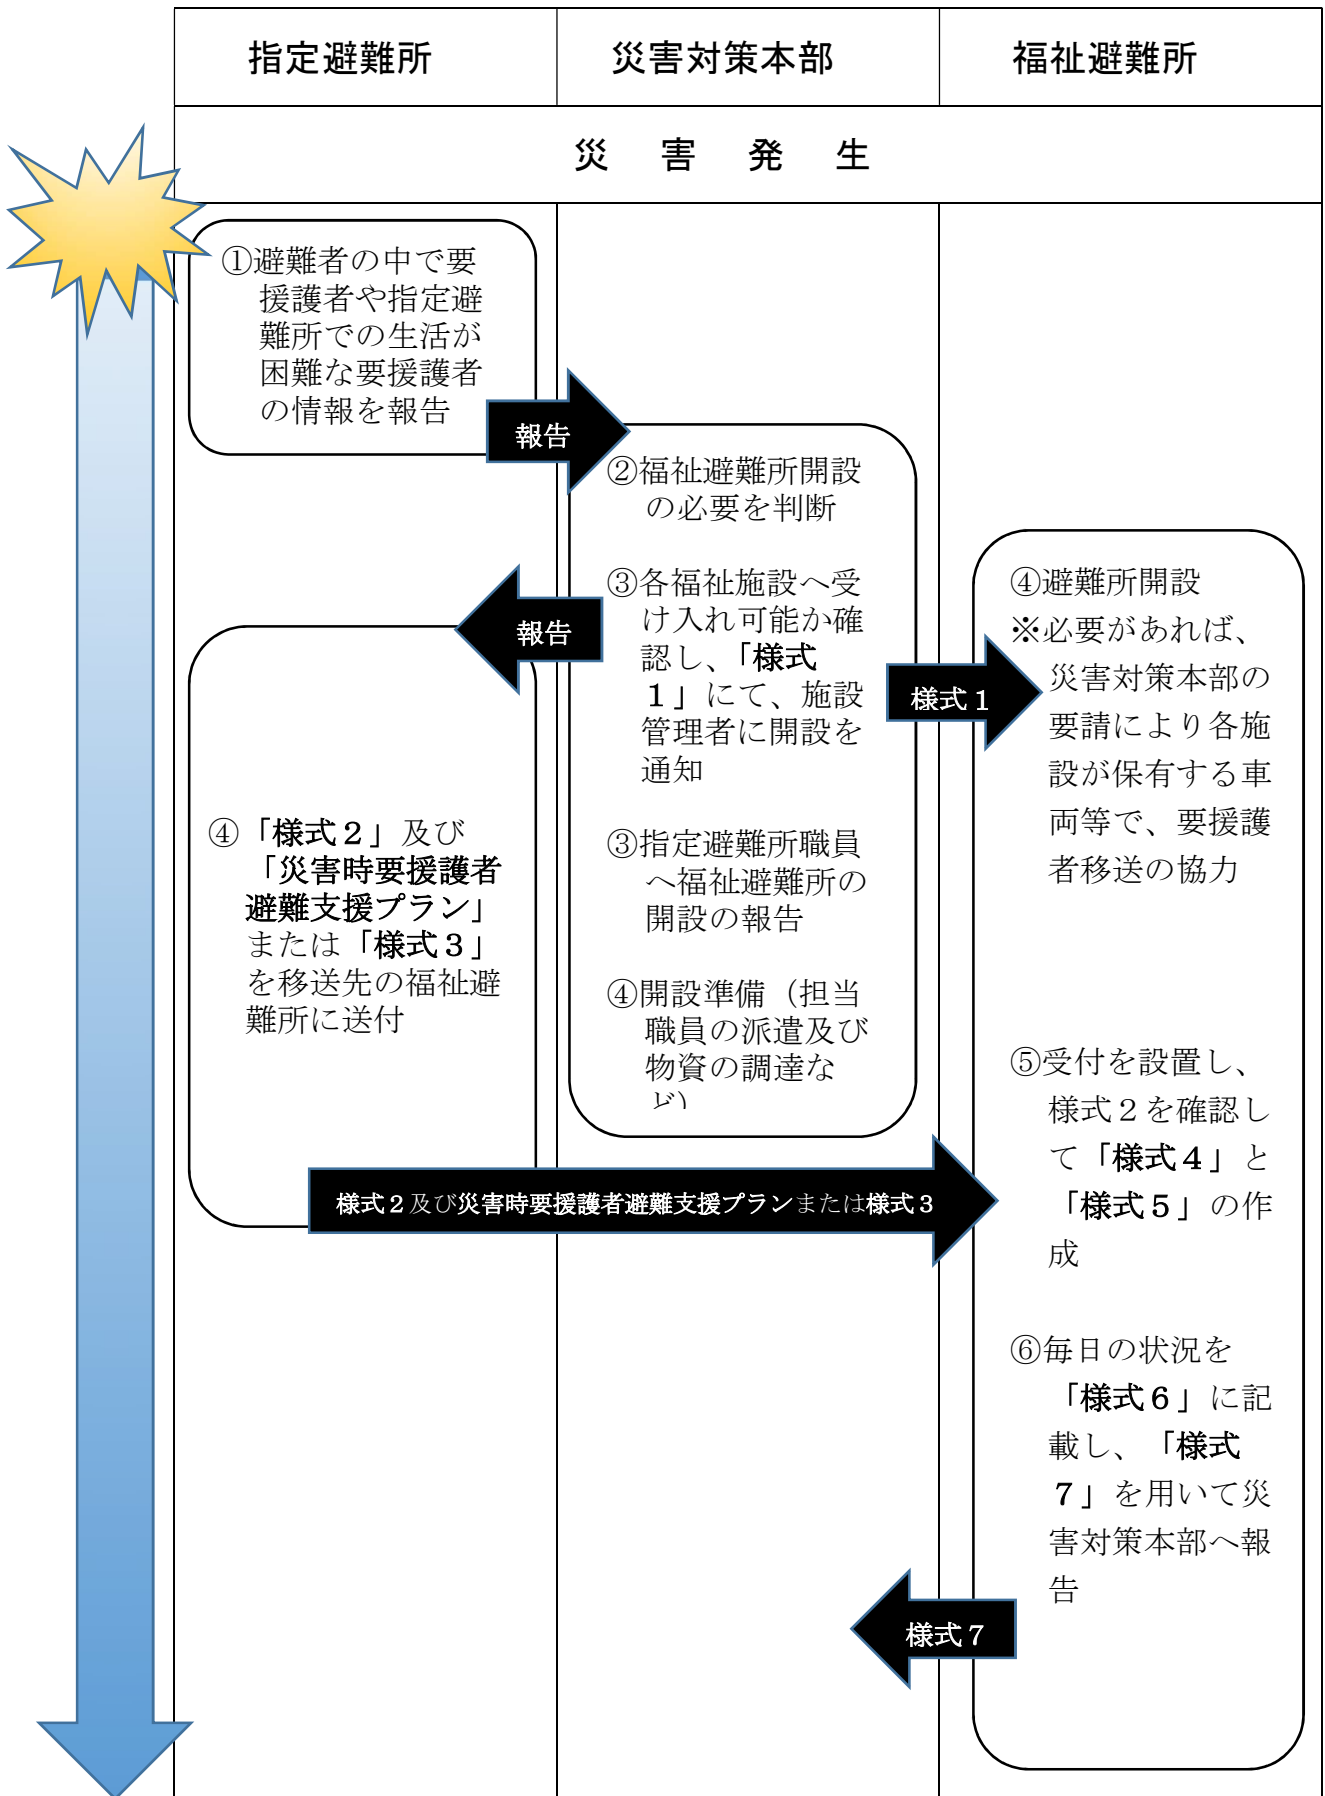 指定避難所
災害対策本部
福祉避難所
災害発生
①避難者の中で要
援護者や指定避
難所での生活が
困難な要援護者
の情報を報告
報告
②福祉避難所開設
の必要を判断
③各福祉施設へ受
け入れ可能か確
認し、「様式
１」にて、施設
管理者に開設を
通知
③指定避難所職員
へ福祉避難所の
開設の報告
④開設準備（担当
職員の派遣及び
物資の調達な
ど）
報告
様式１
④「様式２」及び
「災害時要援護者
避難支援プラン」
または「様式３」
を移送先の福祉避
難所に送付
様式２及び災害時要援護者避難支援プランまたは様式３
④避難所開設
※必要があれば、
災害対策本部の
要請により各施
設が保有する車
両等で、要援護
者移送の協力
⑤受付を設置し、
様式２を確認し
て「様式４」と
「様式５」の作
成
⑥毎日の状況を
「様式６」に記
載し、「様式
７」を用いて災
害対策本部へ報
告
様式７